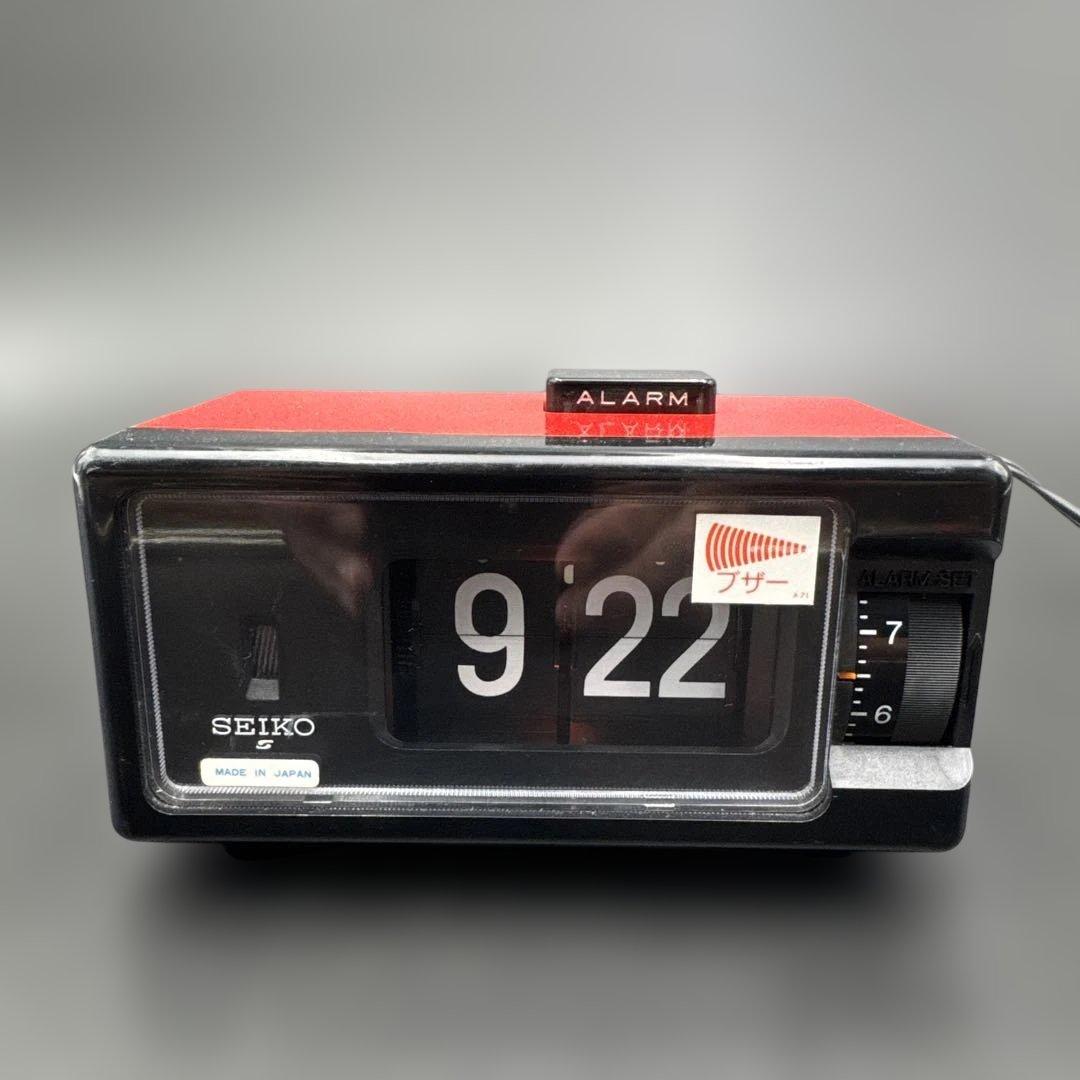 ALARM
ブザー
9 22
ALARM-SET
7
6
SEIKO
MADE IN JAPAN